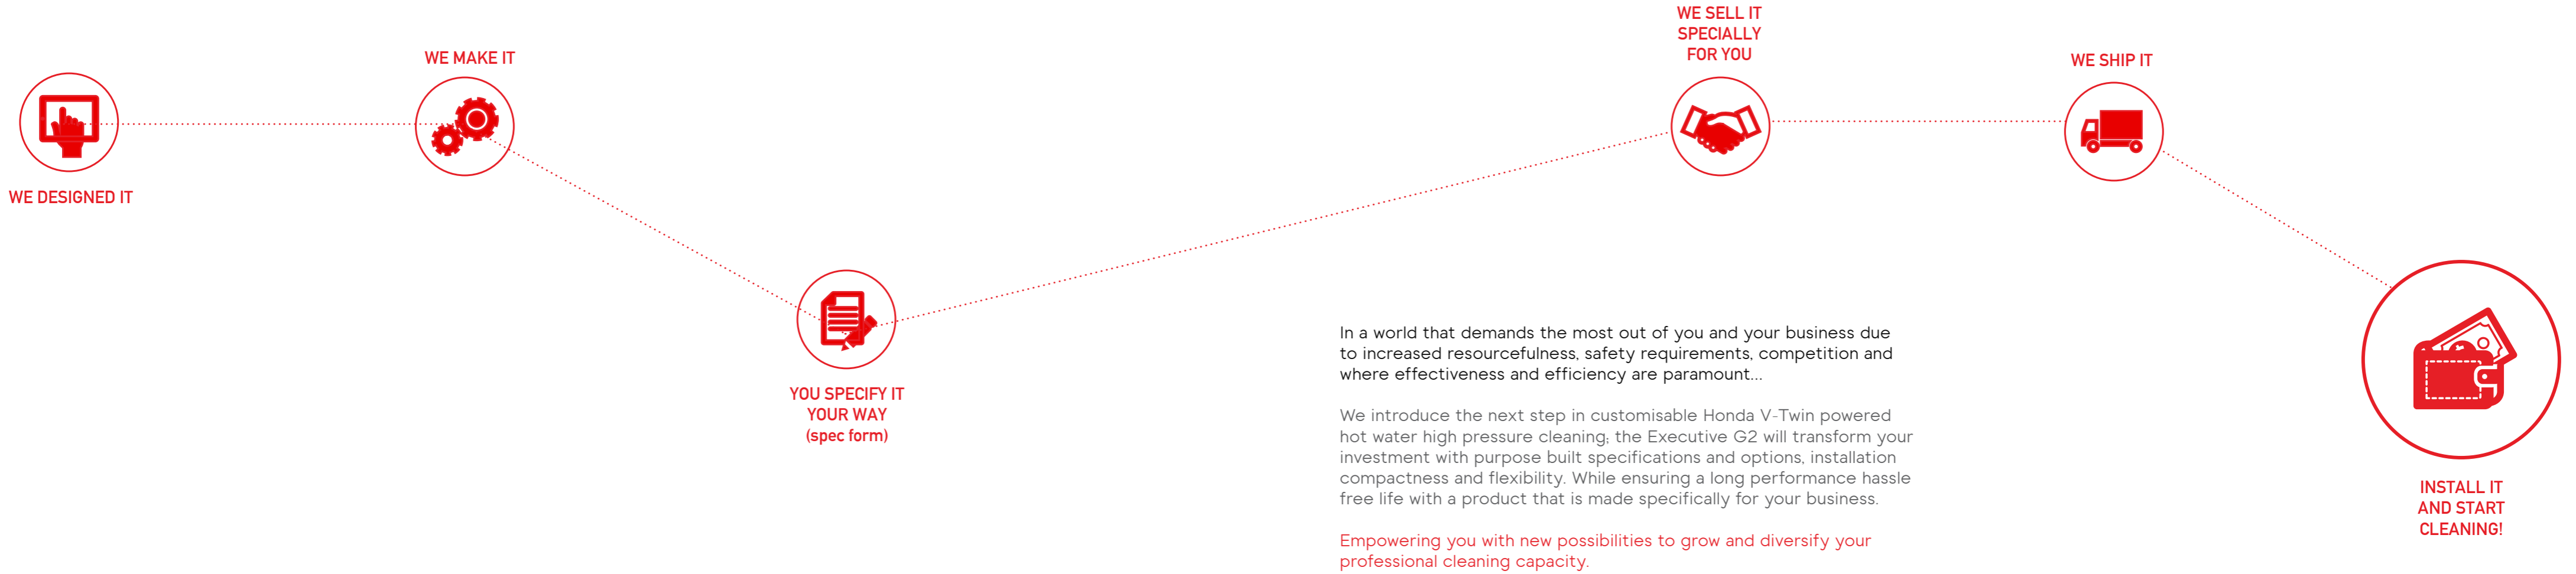 WE DESIGNED IT
WE MAKE IT
YOU SPECIFY IT
YOUR WAY
(spec form)
WE SELL IT
SPECIALLY
FOR YOU
WE SHIP IT
INSTALL IT
AND START
CLEANING!
In a world that demands the most out of you and your business due
to increased resourcefulness, safety requirements, competition and
where effectiveness and efficiency are paramount...
We introduce the next step in customisable Honda V-Twin powered
hot water high pressure cleaning; the Executive G2 will transform your
investment with purpose built specifications and options, installation
compactness and flexibility. While ensuring a long performance hassle
free life with a product that is made specifically for your business.
Empowering you with new possibilities to grow and diversify your
professional cleaning capacity.